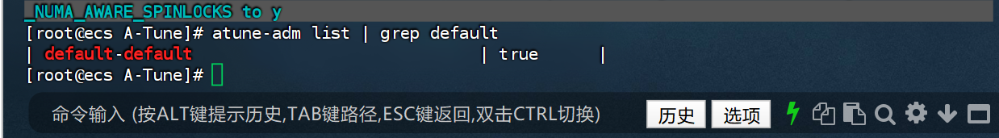 _NUMA_AWARE_SPINLOCKS to y
[root@ecs A-Tune]# atune-adm list | grep default
| default-default | true |
[root@ecs A-Tune]#
命令输入 (按ALT键提示历史,TAB键路径,ESC键返回,双击CTRL切换) 历史 选项